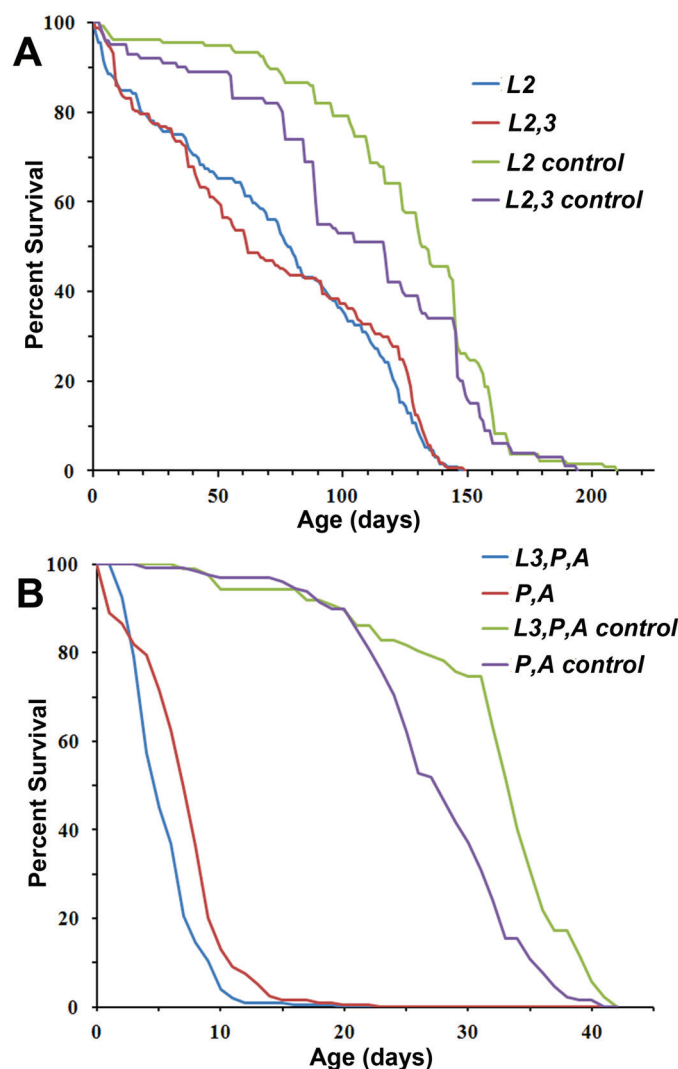 A
100
80
60
40
20
0
Percent Survival
L2
L2,3
L2 control
L2,3 control
0 50 100 150 200
Age (days)
B
100
80
60
40
20
0
Percent Survival
L3,P,A
P,A
L3,P,A control
P,A control
0 10 20 30 40
Age (days)